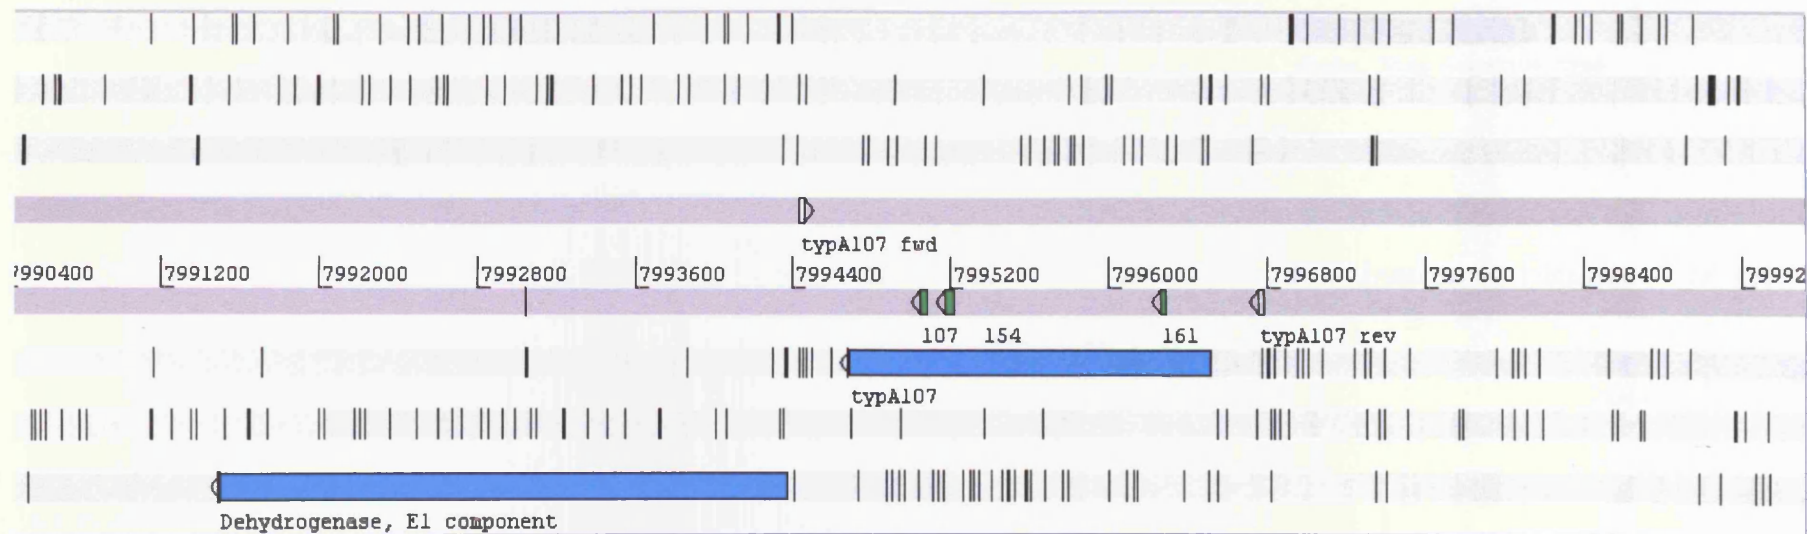 typA107 fwd
7990400 7991200 7992000 7992800 7993600 7994400 7995200 7996000 7996800 7997600 7998400 79992
107 154 161 typA107 rev
typA107
Dehydrogenase, E1 component